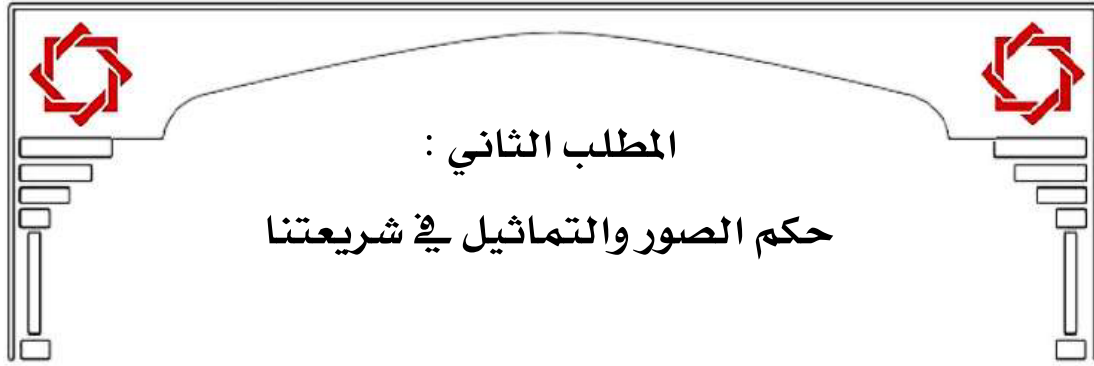 المطلب الثاني :
حكم الصور والتماثيل في شريعتنا